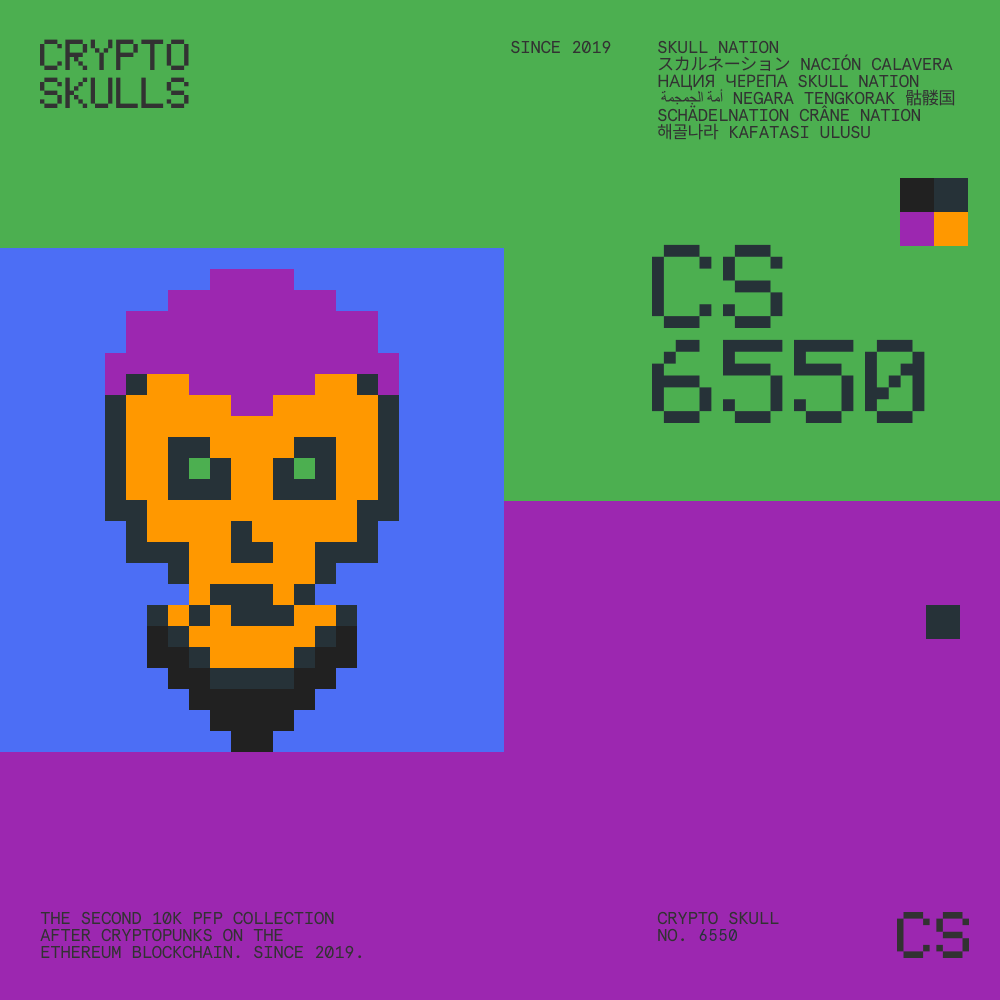 CRYPTO
SKULLS
SINCE 2019
SKULL NATION
スカルネーション NACIÓN CALAVERA
НАЦИЯ ЧЕРЕПА SKULL NATION
أمة الجمجمة NEGARA TENGKORAK 骷髅国
SCHÄDELNATION CRÂNE NATION
해골나라 KAFATASI ULUSU
CS
6550
THE SECOND 10K PFP COLLECTION
AFTER CRYPTOPUNKS ON THE
ETHEREUM BLOCKCHAIN. SINCE 2019.
CRYPTO SKULL
NO. 6550
CS